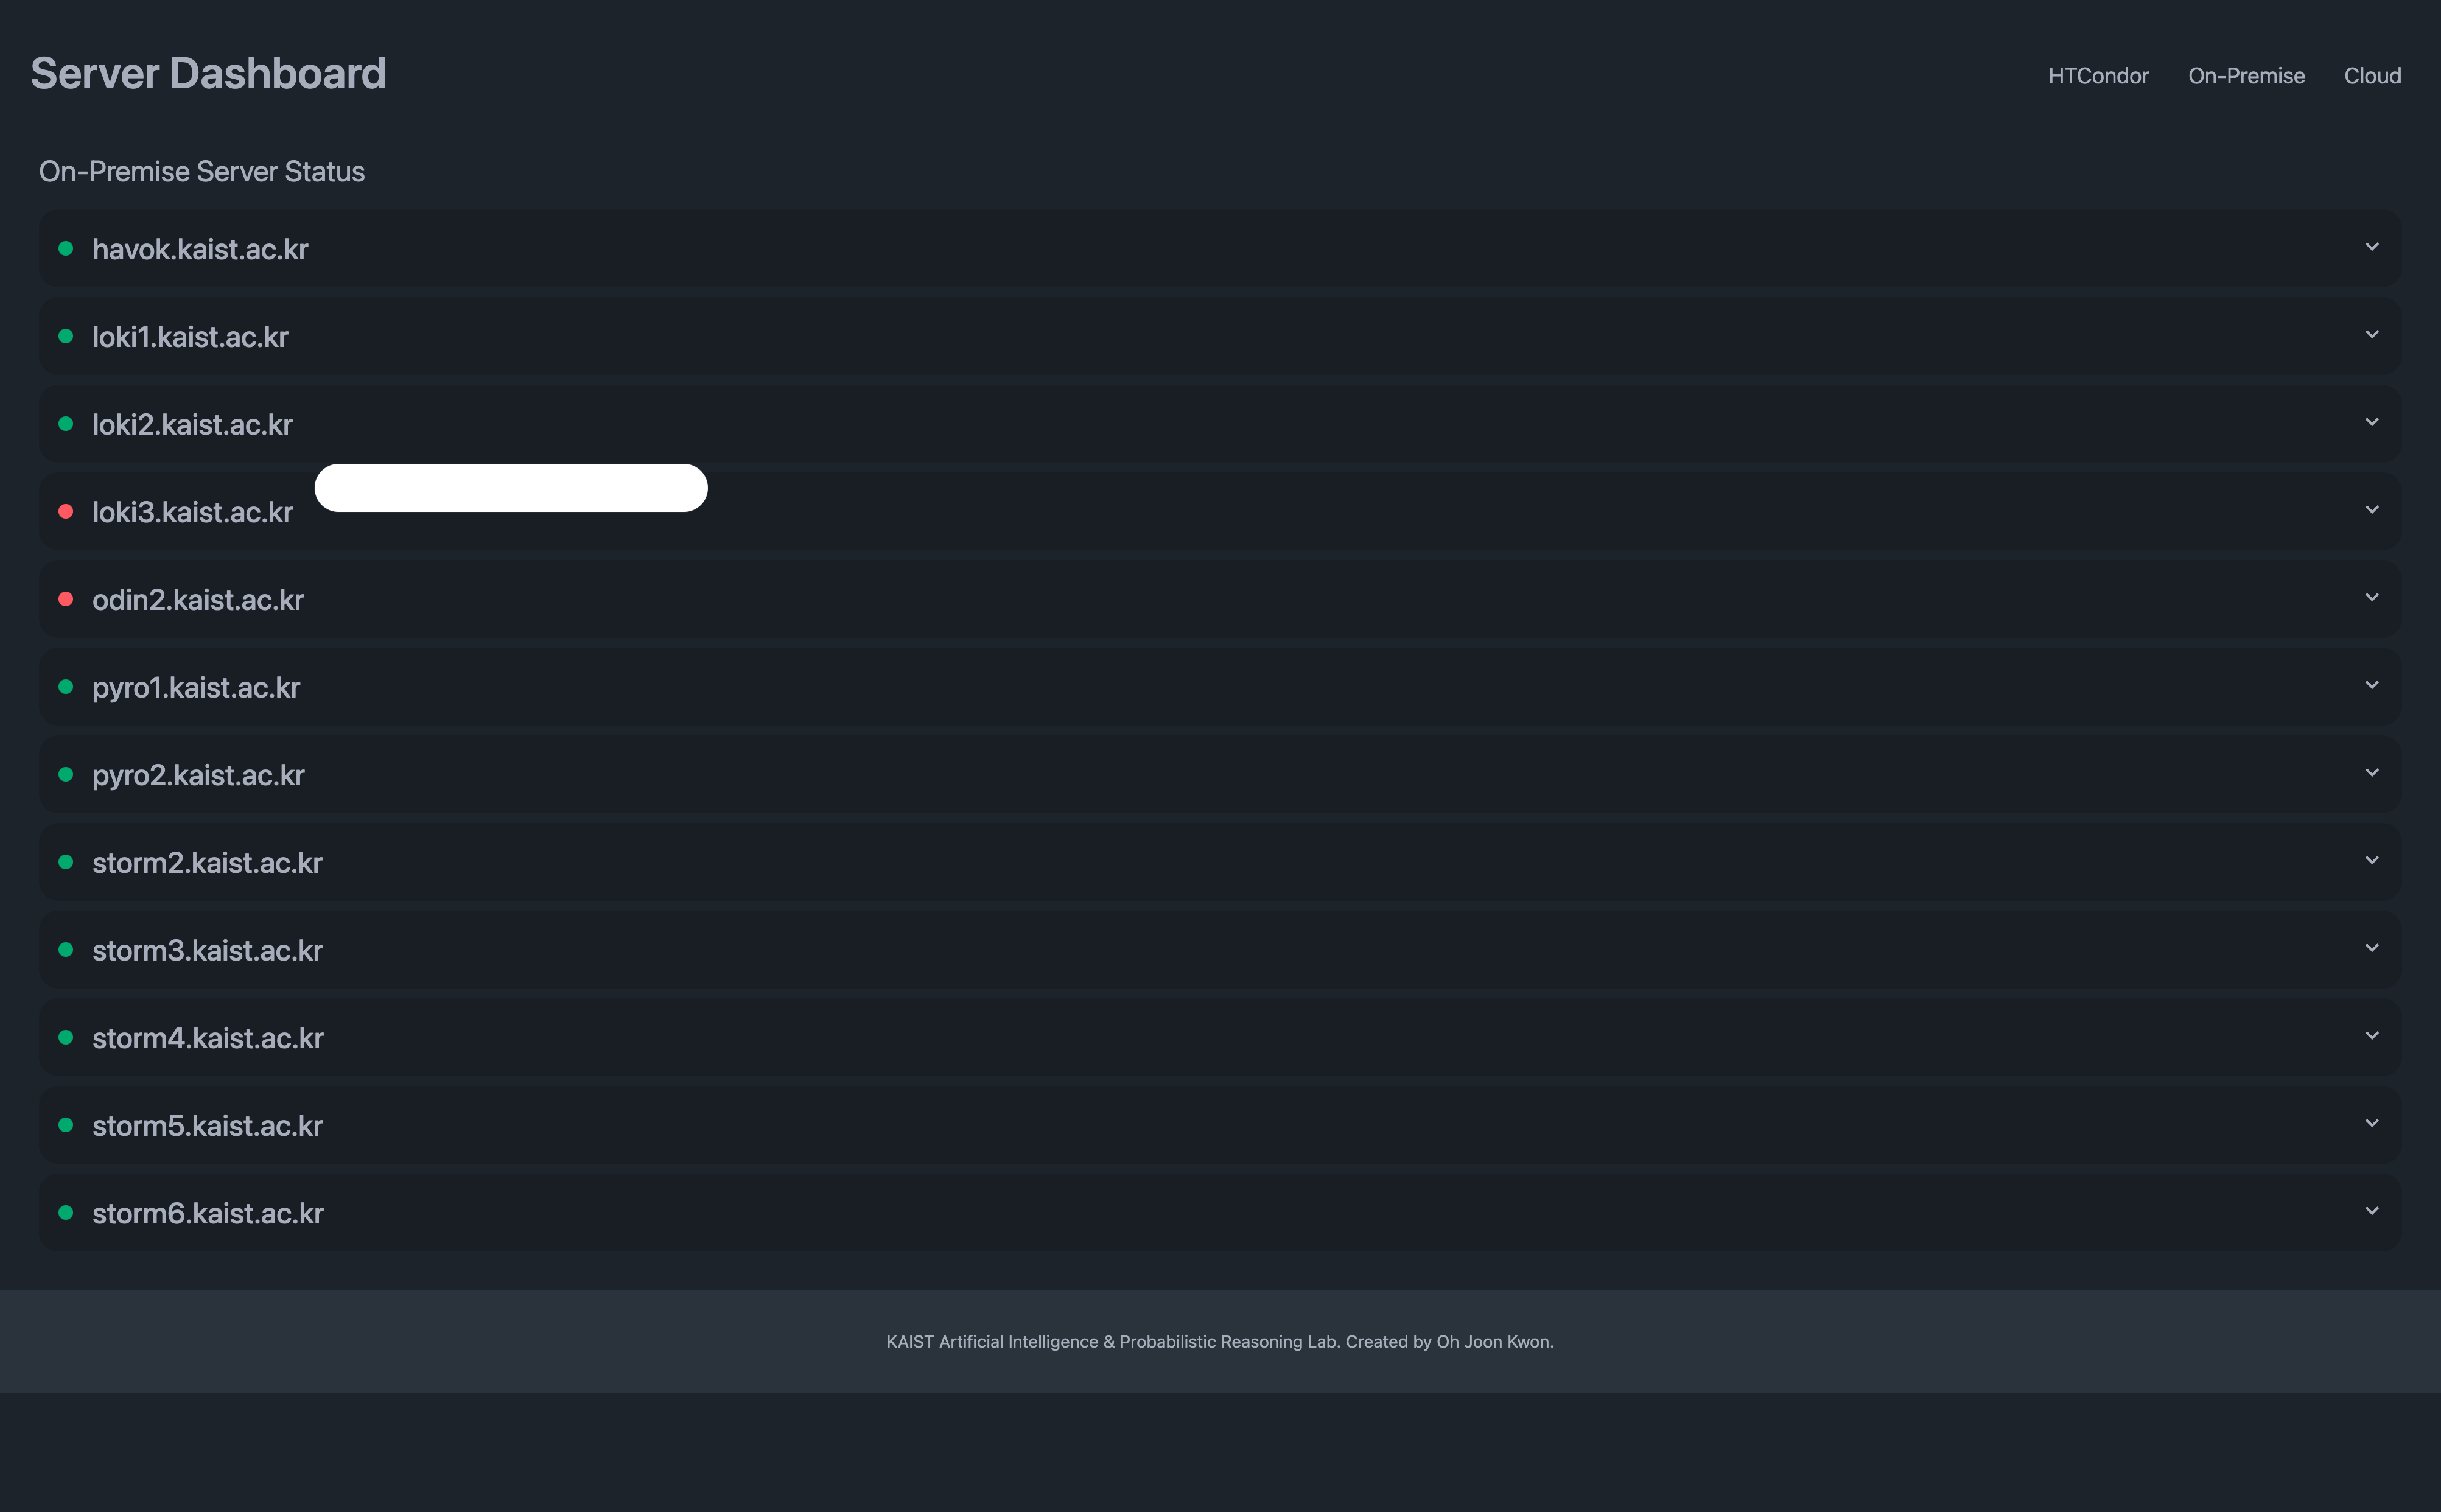 Server Dashboard
HTCondor On-Premise Cloud
On-Premise Server Status
havok.kaist.ac.kr
loki1.kaist.ac.kr
loki2.kaist.ac.kr
loki3.kaist.ac.kr
odin2.kaist.ac.kr
pyro1.kaist.ac.kr
pyro2.kaist.ac.kr
storm2.kaist.ac.kr
storm3.kaist.ac.kr
storm4.kaist.ac.kr
storm5.kaist.ac.kr
storm6.kaist.ac.kr
KAIST Artificial Intelligence & Probabilistic Reasoning Lab. Created by Oh Joon Kwon.